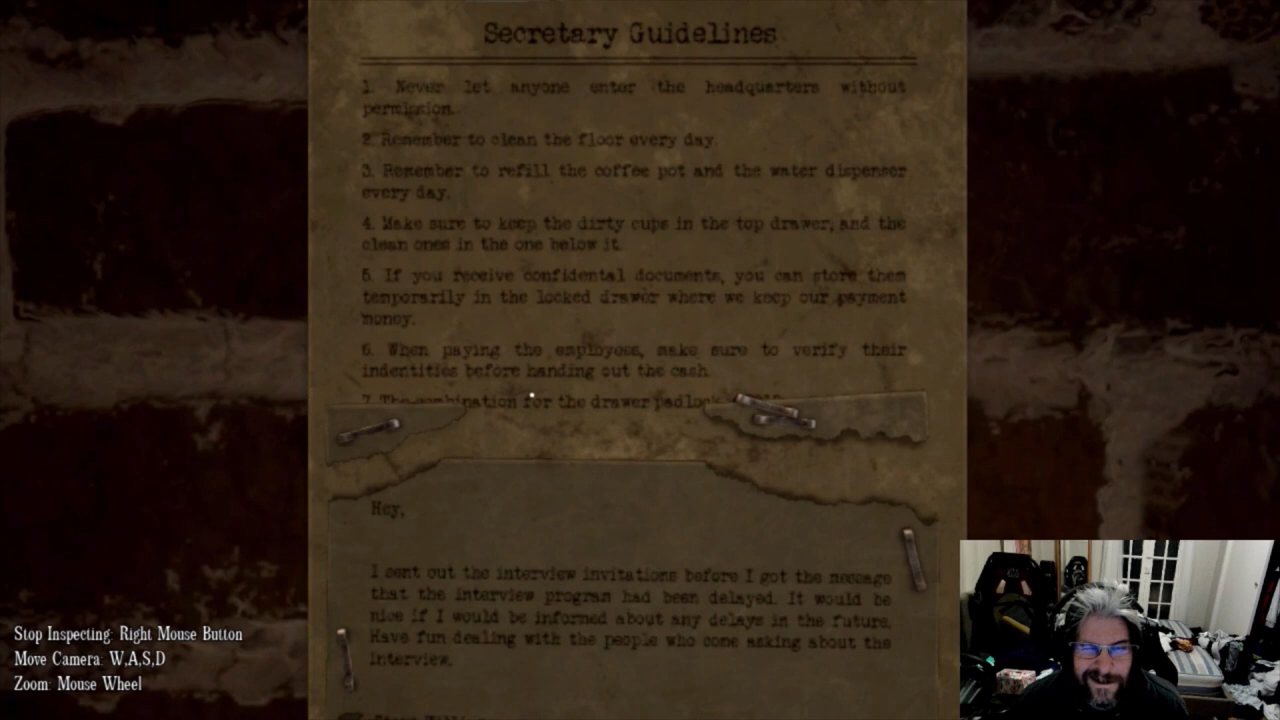 Secretary Guidelines
1. Never let anyone enter the headquarters without
permission.
2. Remember to clean the floor every day.
3. Remember to refill the coffee pot and the water dispenser
every day.
4. Make sure to keep the dirty cups in the top drawer, and the
clean ones in the one below it.
5. If you receive confidental documents, you can store them
temporarily in the locked drawer where we keep our payment
money.
6. When paying the employees, make sure to verify their
indentities before handing out the cash.
7. The combination for the drawer padlock
Hey,
I sent out the interview invitations before I got the message
that the interview program had been delayed. It would be
nice if I would be informed about any delays in the future.
Have fun dealing with the people who come asking about the
interview.
Stop Inspecting: Right Mouse Button
Move Camera: W,A,S,D
Zoom: Mouse Wheel